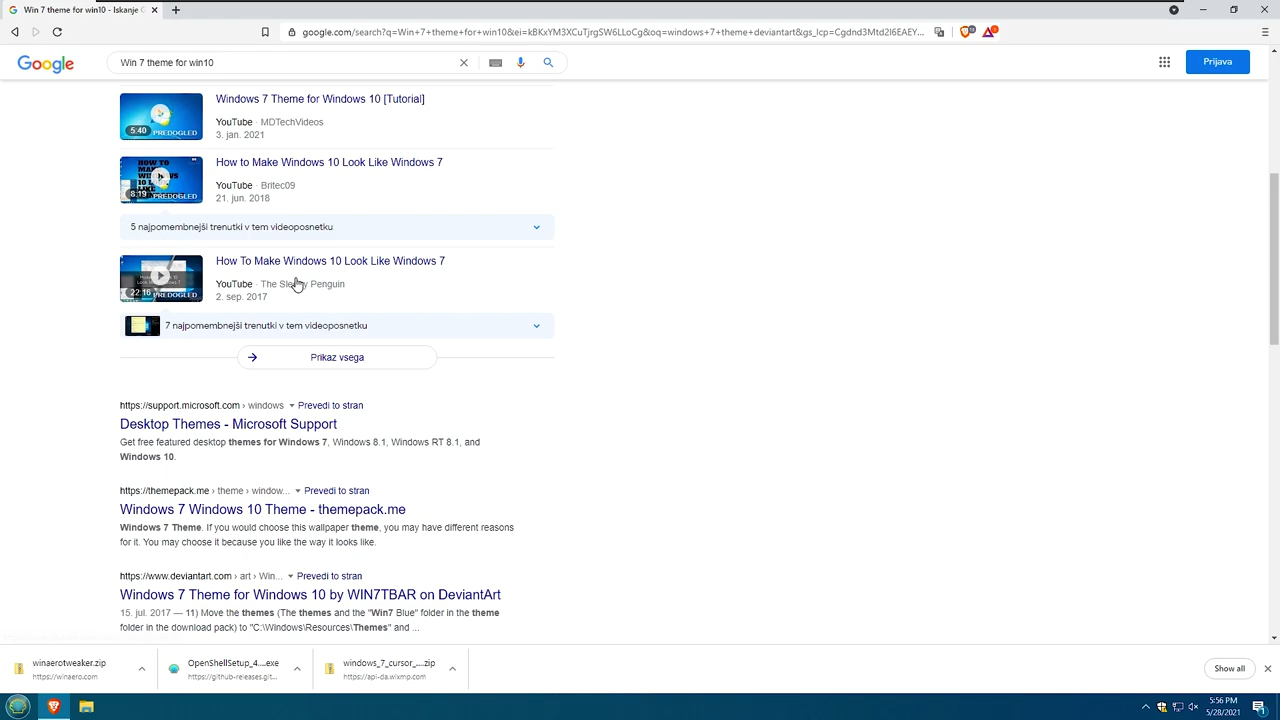 Win 7 theme for win10 - Iskanje G
google.com/search?q=Win+7+theme+for+win10&ei=kBKxYM3XCuTjrgSW6LLoCg&oq=windows+7+theme+deviantart&gs_lcp=Cgdnd3Mtd2l6EAEY...
Google
Win 7 theme for win10
Prijava
Windows 7 Theme for Windows 10 [Tutorial]
YouTube · MDTechVideos
3. jan. 2021
5:40 PREDOGLED
How to Make Windows 10 Look Like Windows 7
YouTube · Britec09
21. jun. 2018
HOW TO
MAKE
WINDOWS
10 LOOK
LIKE
WINDOWS
8:19 PREDOGLED
5 najpomembnejši trenutki v tem videoposnetku
How To Make Windows 10 Look Like Windows 7
YouTube · The Penguin
2. sep. 2017
22:16 PREDOGLED
7 najpomembnejši trenutki v tem videoposnetku
Prikaz vsega
https://support.microsoft.com › windows Prevedi to stran
Desktop Themes - Microsoft Support
Get free featured desktop themes for Windows 7, Windows 8.1, Windows RT 8.1, and
Windows 10.
https://themepack.me › theme › window... Prevedi to stran
Windows 7 Windows 10 Theme - themepack.me
Windows 7 Theme. If you would choose this wallpaper theme, you may have different reasons
for it. You may choose it because you like the way it looks like.
https://www.deviantart.com › art › Win... Prevedi to stran
Windows 7 Theme for Windows 10 by WIN7TBAR on DeviantArt
15. jul. 2017 — 11) Move the themes (The themes and the "Win7 Blue" folder in the theme
folder in the download pack) to "C:\Windows\Resources\Themes" and ...
winaerotweaker.zip
https://winaero.com
OpenShellSetup_4....exe
https://github-releases.git...
windows_7_cursor_....zip
https://api-da.wixmp.com
Show all
5:56 PM
5/28/2021
1